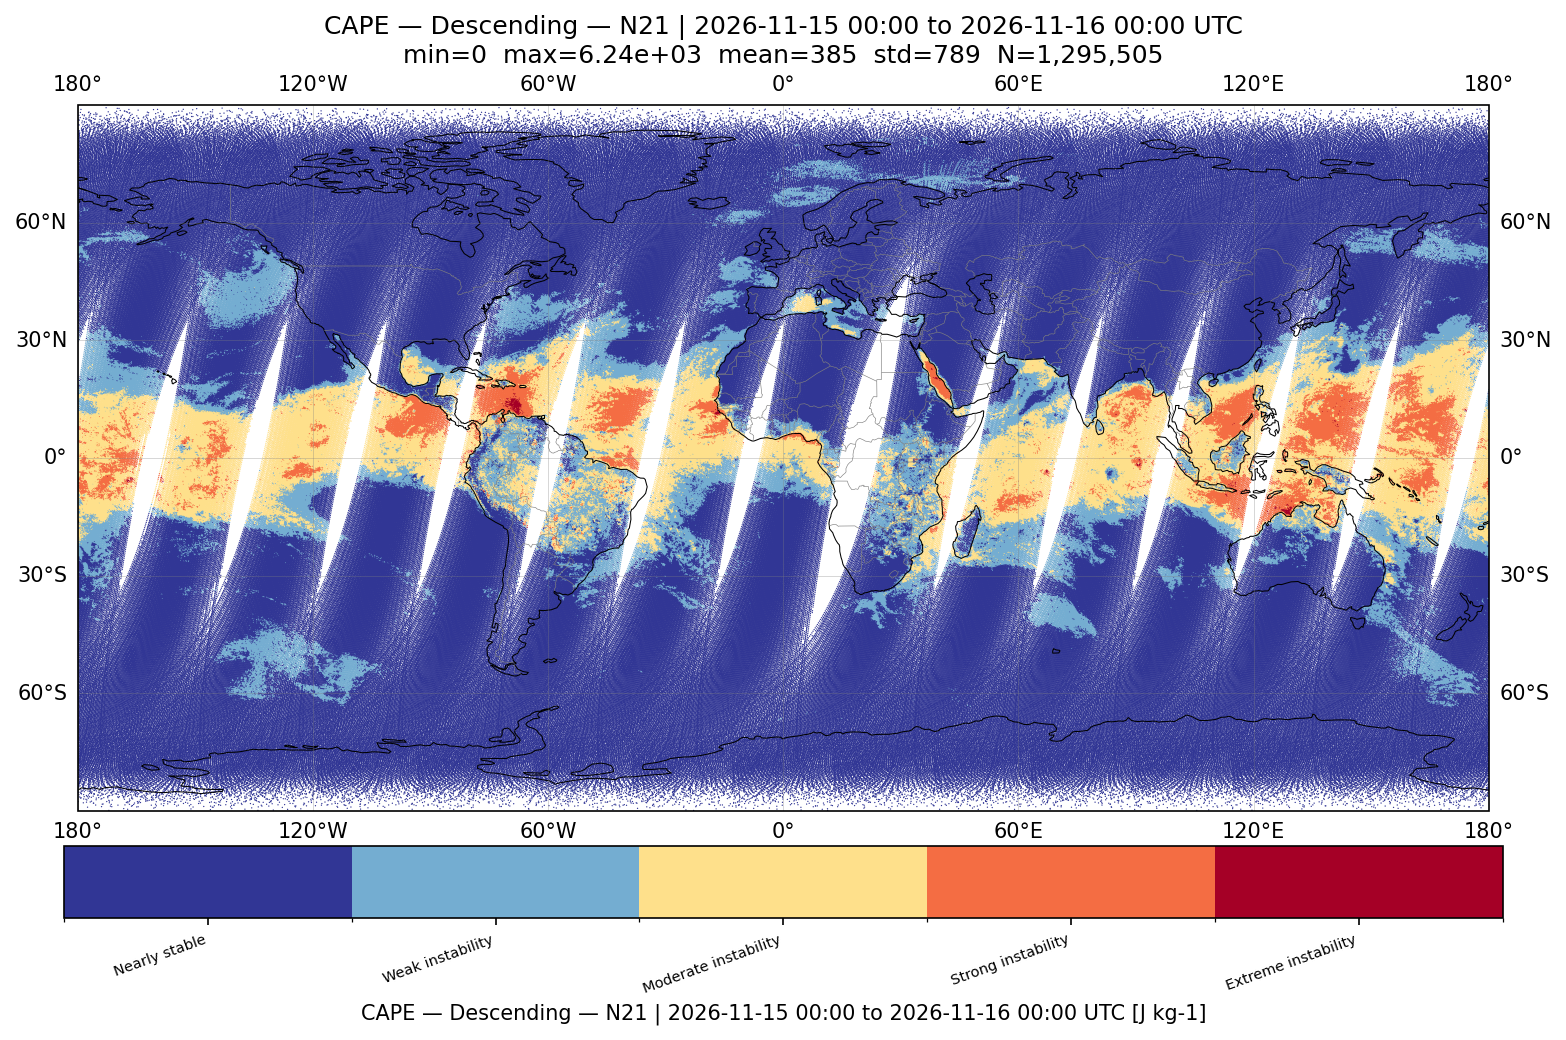 CAPE — Descending — N21 | 2026-11-15 00:00 to 2026-11-16 00:00 UTC
min=0 max=6.24e+03 mean=385 std=789 N=1,295,505
180° 120°W 60°W 0° 60°E 120°E 180°
60°N 60°N
30°N 30°N
0° 0°
30°S 30°S
60°S 60°S
180° 120°W 60°W 0° 60°E 120°E 180°
Nearly stable Weak instability Moderate instability Strong instability Extreme instability
CAPE — Descending — N21 | 2026-11-15 00:00 to 2026-11-16 00:00 UTC [J kg-1]